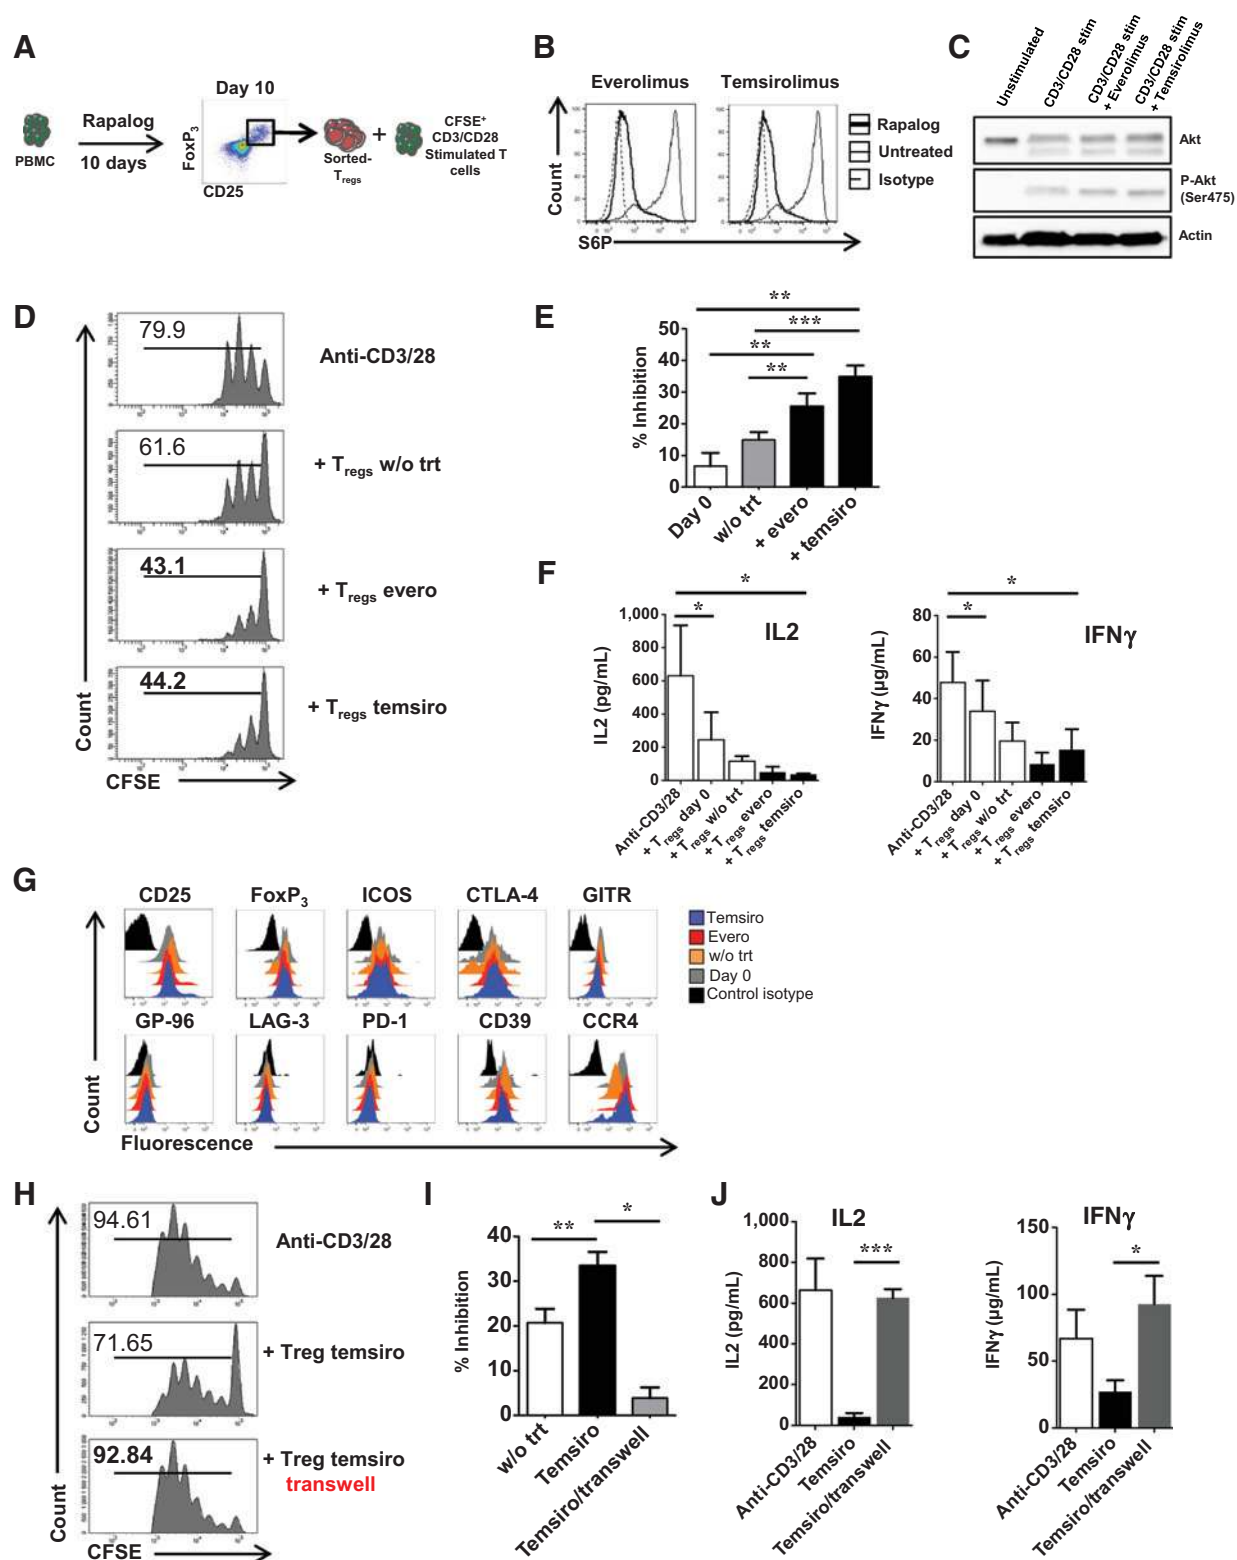 A
PBMC
Rapalog
10 days
Day 10
FoxP3
CD25
Sorted-
Tregs
+
CFSE+
CD3/CD28
Stimulated T
cells
B
Everolimus
Temsirolimus
Count
S6P
Rapalog
Untreated
Isotype
C
Unstimulated
CD3/CD28 stim
CD3/CD28 stim
+ Everolimus
CD3/CD28 stim
+ Temsirolimus
Akt
P-Akt
(Ser475)
Actin
D
79.9
Anti-CD3/28
61.6
+ Tregs w/o trt
43.1
+ Tregs evero
44.2
+ Tregs temsiro
Count
CFSE
E
**
***
**
**
% Inhibition
50
40
30
20
10
0
Day 0
w/o trt
+ evero
+ temsiro
F
*
*
IL2
IL2 (pg/mL)
1,000
800
600
400
200
0
Anti-CD3/28
+ Tregs day 0
+ Tregs w/o trt
+ Tregs evero
+ Tregs temsiro
*
*
IFNγ
IFNγ (μg/mL)
80
60
40
20
0
Anti-CD3/28
+ Tregs day 0
+ Tregs w/o trt
+ Tregs evero
+ Tregs temsiro
G
CD25
FoxP3
ICOS
CTLA-4
GITR
Temsiro
Evero
w/o trt
Day 0
Control isotype
GP-96
LAG-3
PD-1
CD39
CCR4
Count
Fluorescence
H
94.61
Anti-CD3/28
71.65
+ Treg temsiro
92.84
+ Treg temsiro
transwell
Count
CFSE
I
**
*
% Inhibition
40
30
20
10
0
w/o trt
Temsiro
Temsiro/transwell
J
IL2
***
IL2 (pg/mL)
1,000
800
600
400
200
0
Anti-CD3/28
Temsiro
Temsiro/transwell
IFNγ
*
IFNγ (μg/mL)
150
100
50
0
Anti-CD3/28
Temsiro
Temsiro/transwell